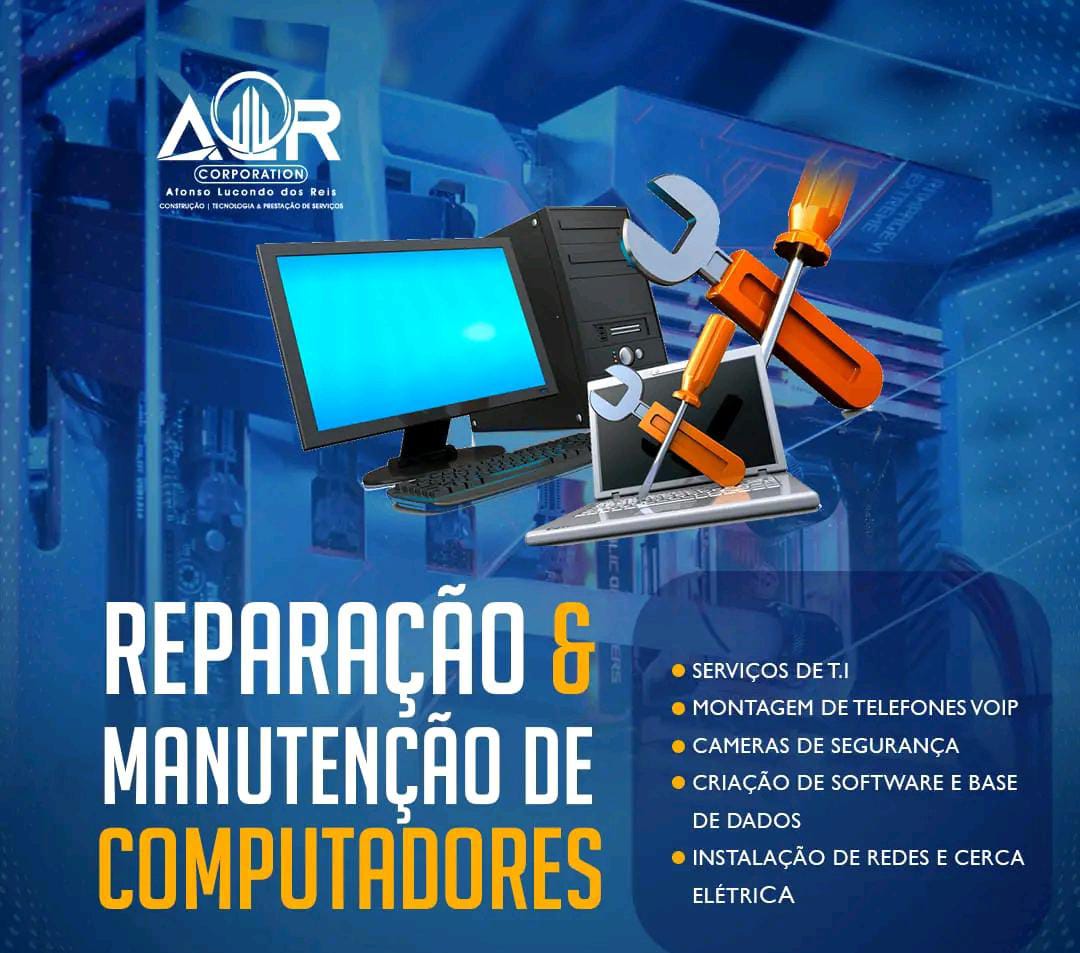 ALR
CORPORATION
Afonso Lucondo dos Reis
CONSTRUÇÃO | TECNOLOGIA & PRESTAÇÃO DE SERVIÇOS
REPARAÇÃO &
MANUTENÇÃO DE
COMPUTADORES
SERVIÇOS DE T.I
MONTAGEM DE TELEFONES VOIP
CAMERAS DE SEGURANÇA
CRIAÇÃO DE SOFTWARE E BASE
DE DADOS
INSTALAÇÃO DE REDES E CERCA
ELÉTRICA